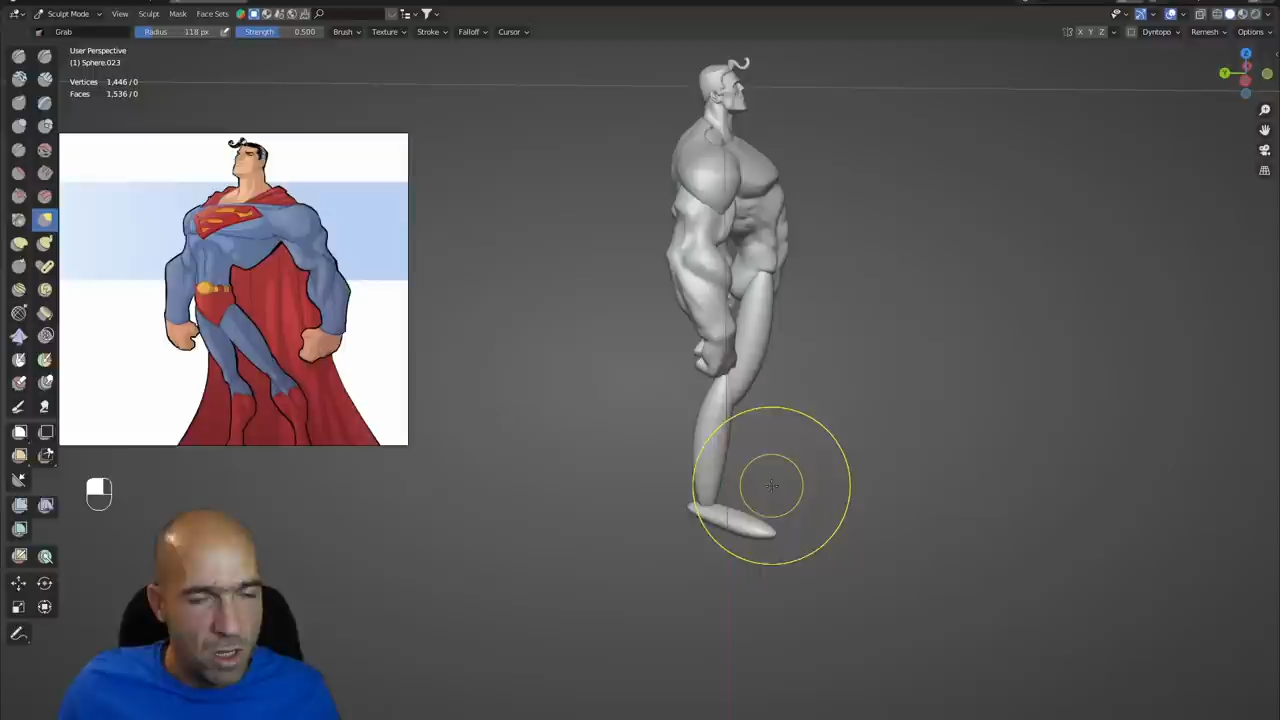 Sculpt Mode View Sculpt Mask Face Sets
Grab Radius 118 px Strength 0.500 Brush Texture Stroke Falloff Cursor X Y Z Dyntopo Remesh Options
User Perspective
(1) Sphere.023
Vertices 1,446 / 0
Faces 1,536 / 0
Z
Y